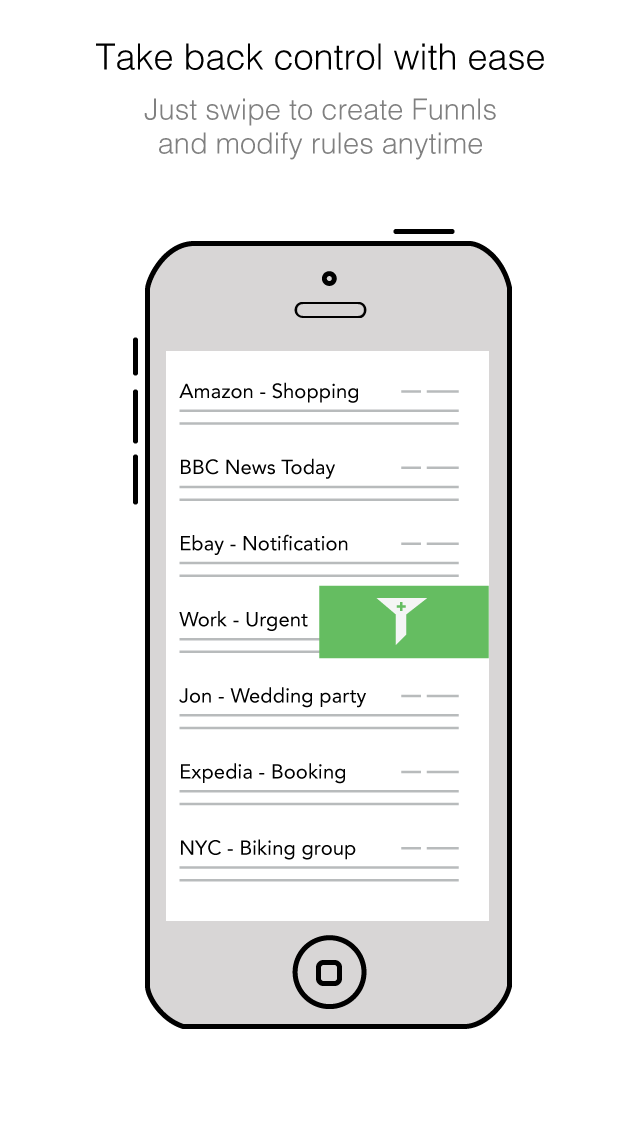 Take back control with ease
Just swipe to create Funnls
and modify rules anytime
Amazon - Shopping
BBC News Today
Ebay - Notification
Work - Urgent
Jon - Wedding party
Expedia - Booking
NYC - Biking group